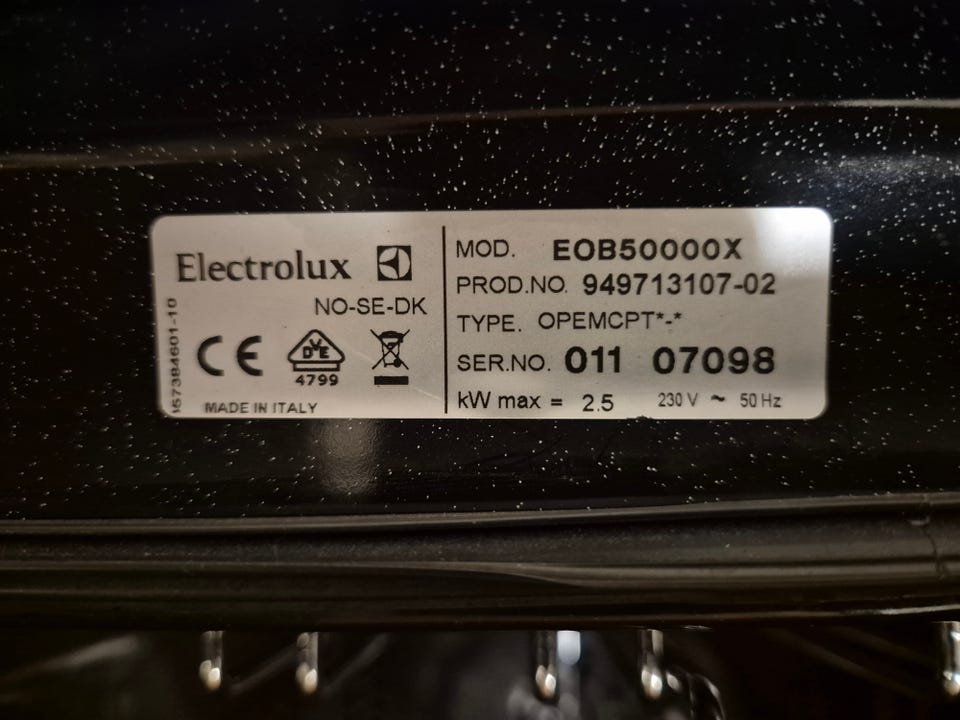 Electrolux
NO-SE-DK
CE
DVE
4799
MADE IN ITALY
157384601-10
MOD. EOB50000X
PROD.NO. 949713107-02
TYPE. OPEMCPT*-*
SER.NO. 011 07098
kW max = 2.5 230 V ~ 50 Hz